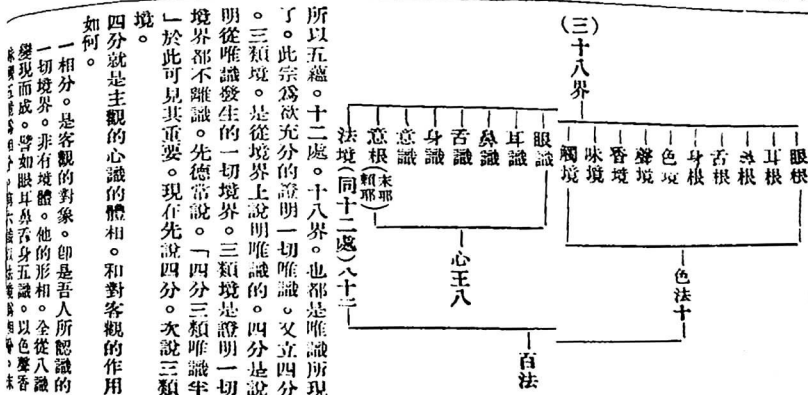 (三)十八界
眼根
耳根
鼻根
舌根
身根
色境
聲境
香境
味境
觸境
色法十
眼識
耳識
鼻識
舌識
身識
意識
意根(末耶賴耶)
心王八
法境(同十二處)八十二
百法
所以五蘊。十二處。十八界。也都是唯識所現
了。此宗爲欲充分的證明一切唯識。又立四分
。三類境。是從境界上說明唯識的。四分是說
明從唯識發生的一切境界。三類境是證明一切
境界都不離識。先德常說。「四分三類唯識半
」於此可見其重要。現在先說四分。次說三類
境。
四分就是主觀的心識的體相。和對客觀的作用
如何。
一相分。是客觀的對象。卽是吾人所認識的
一切境界。非有境體。他的形相。全從八識
變現而成。譬如眼耳鼻舌身五識。以色聲香